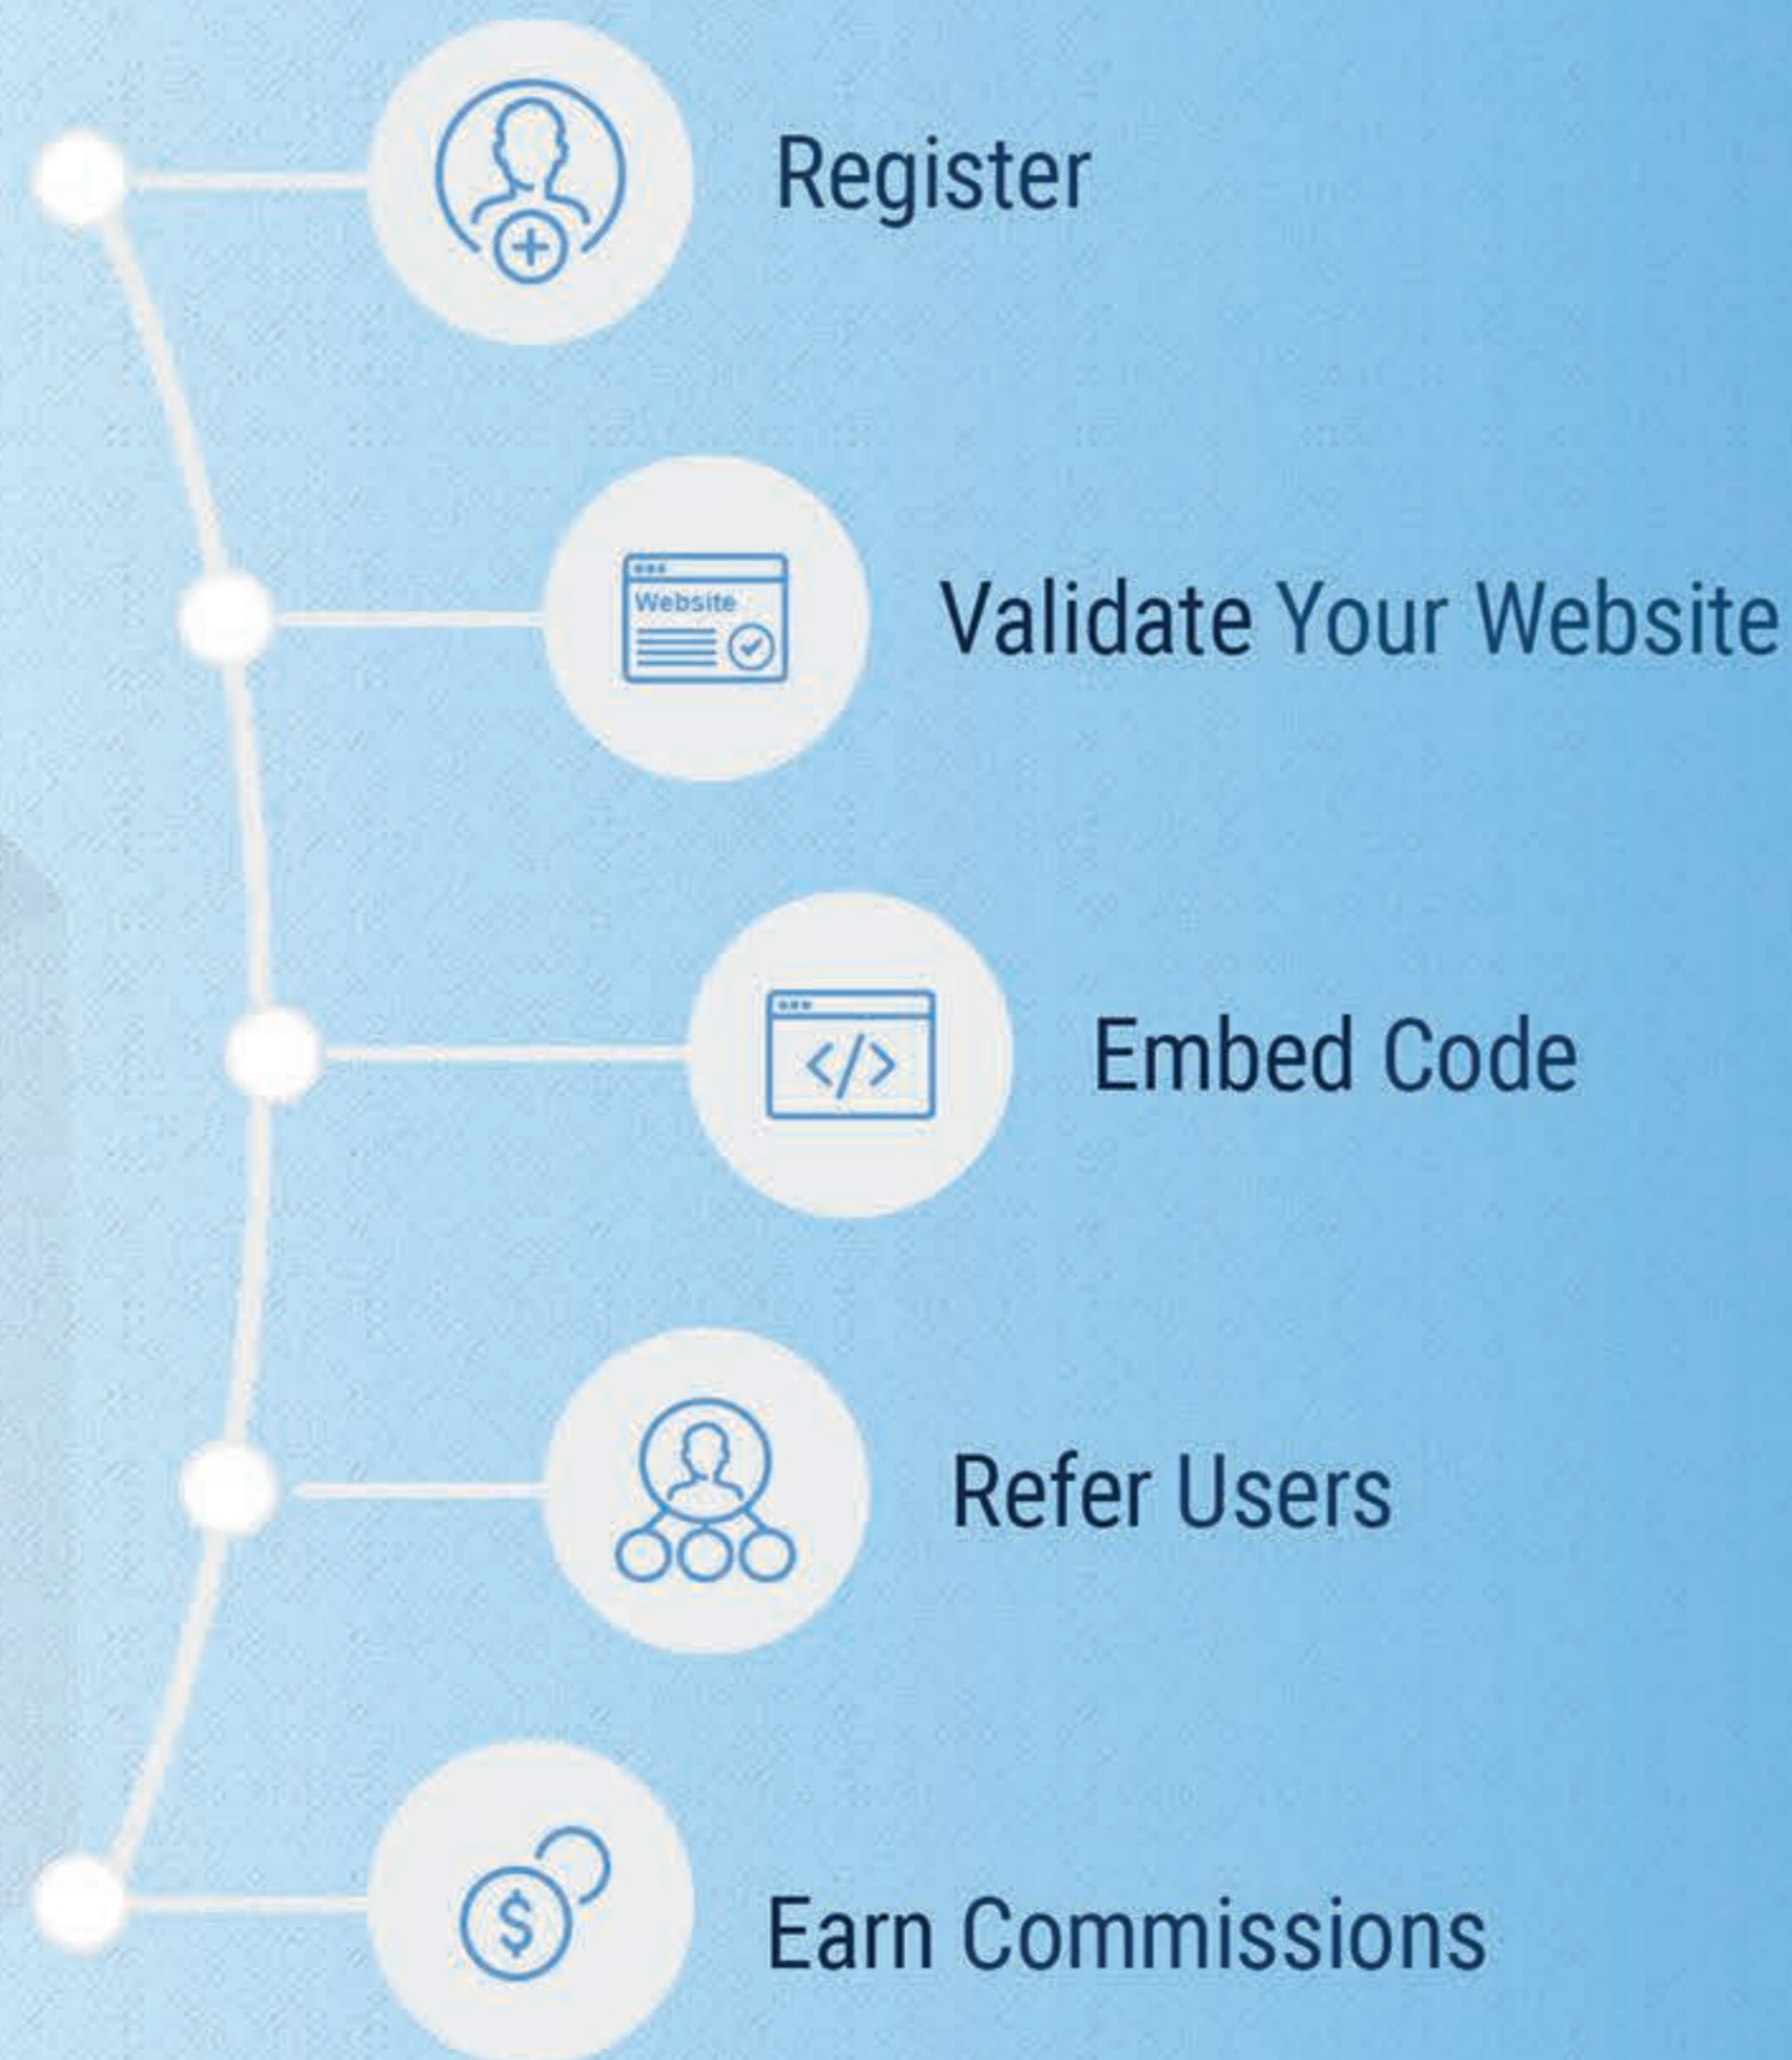 Register
Website
Validate Your Website
Embed Code
Refer Users
$
Earn Commissions